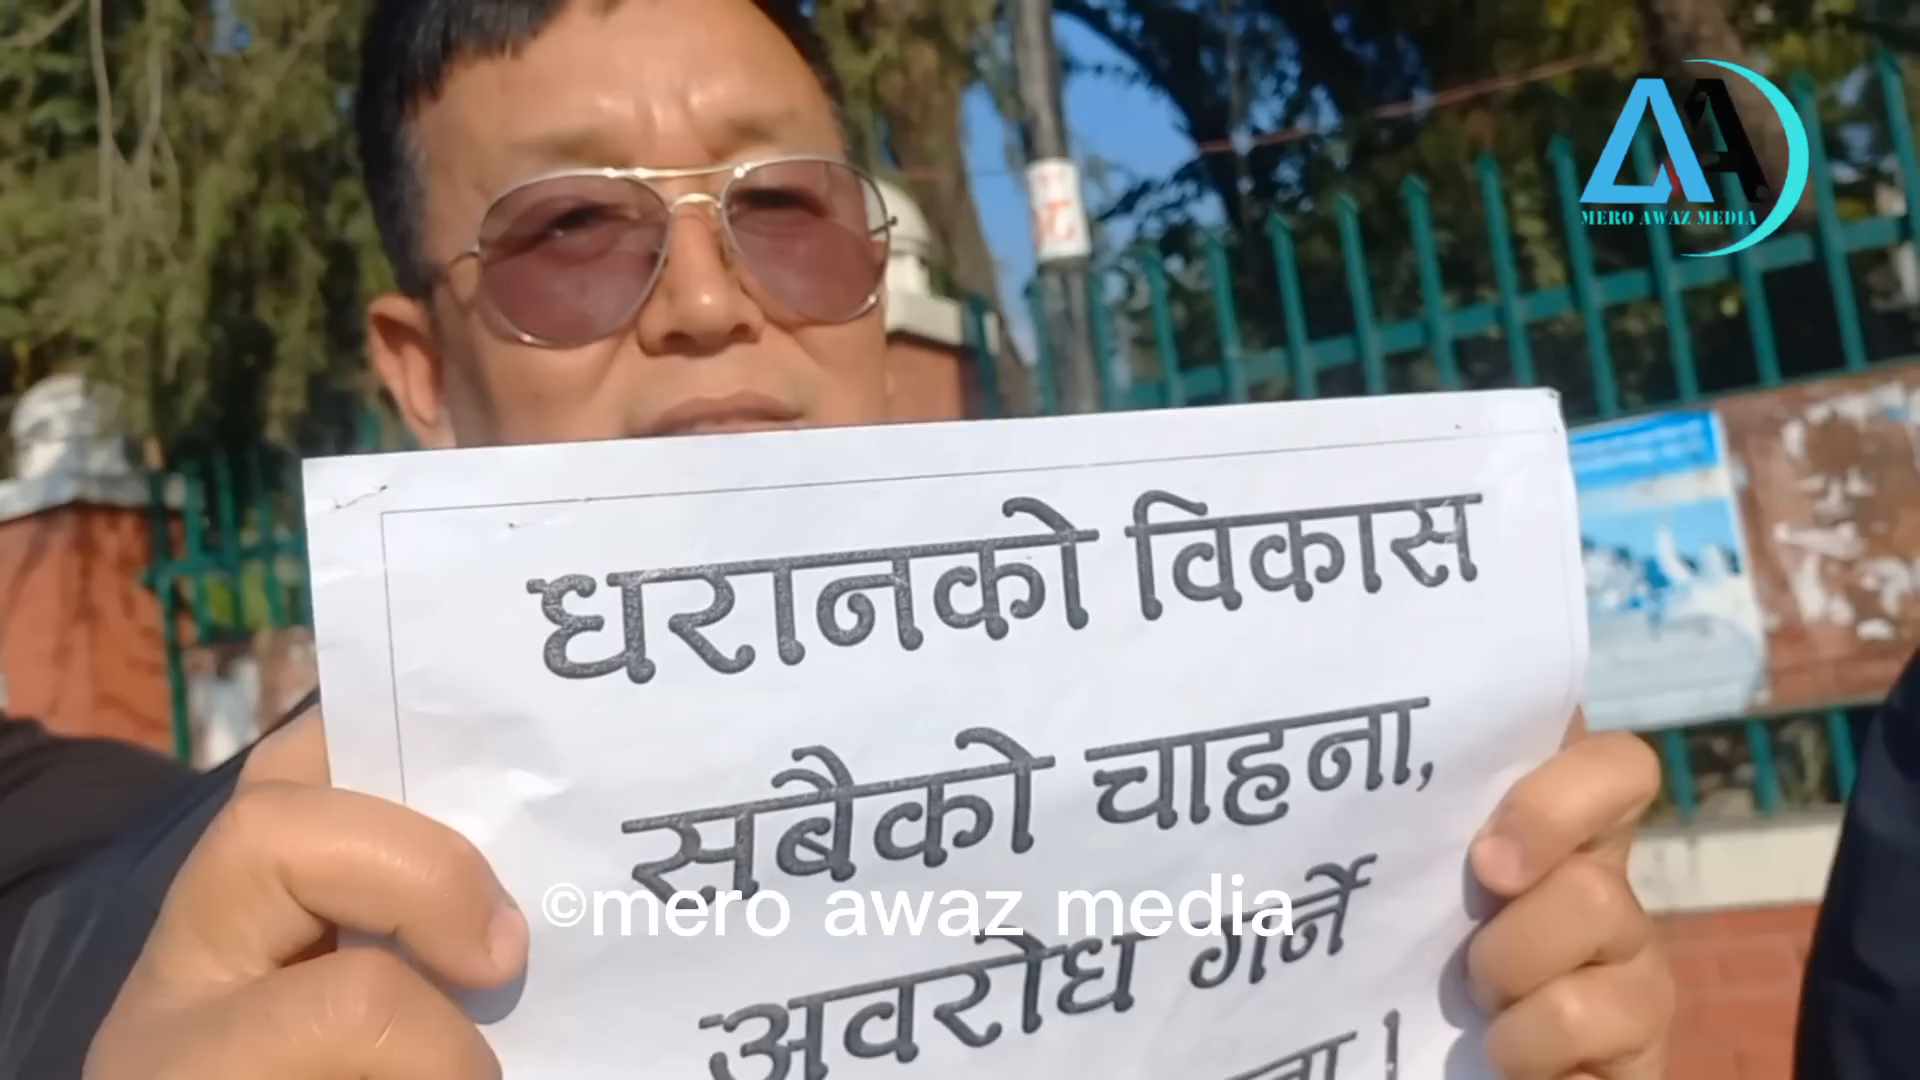 MERO AWAZ MEDIA
धरानको विकास
सबैको चाहना,
©mero awaz media
अवरोध गर्ने